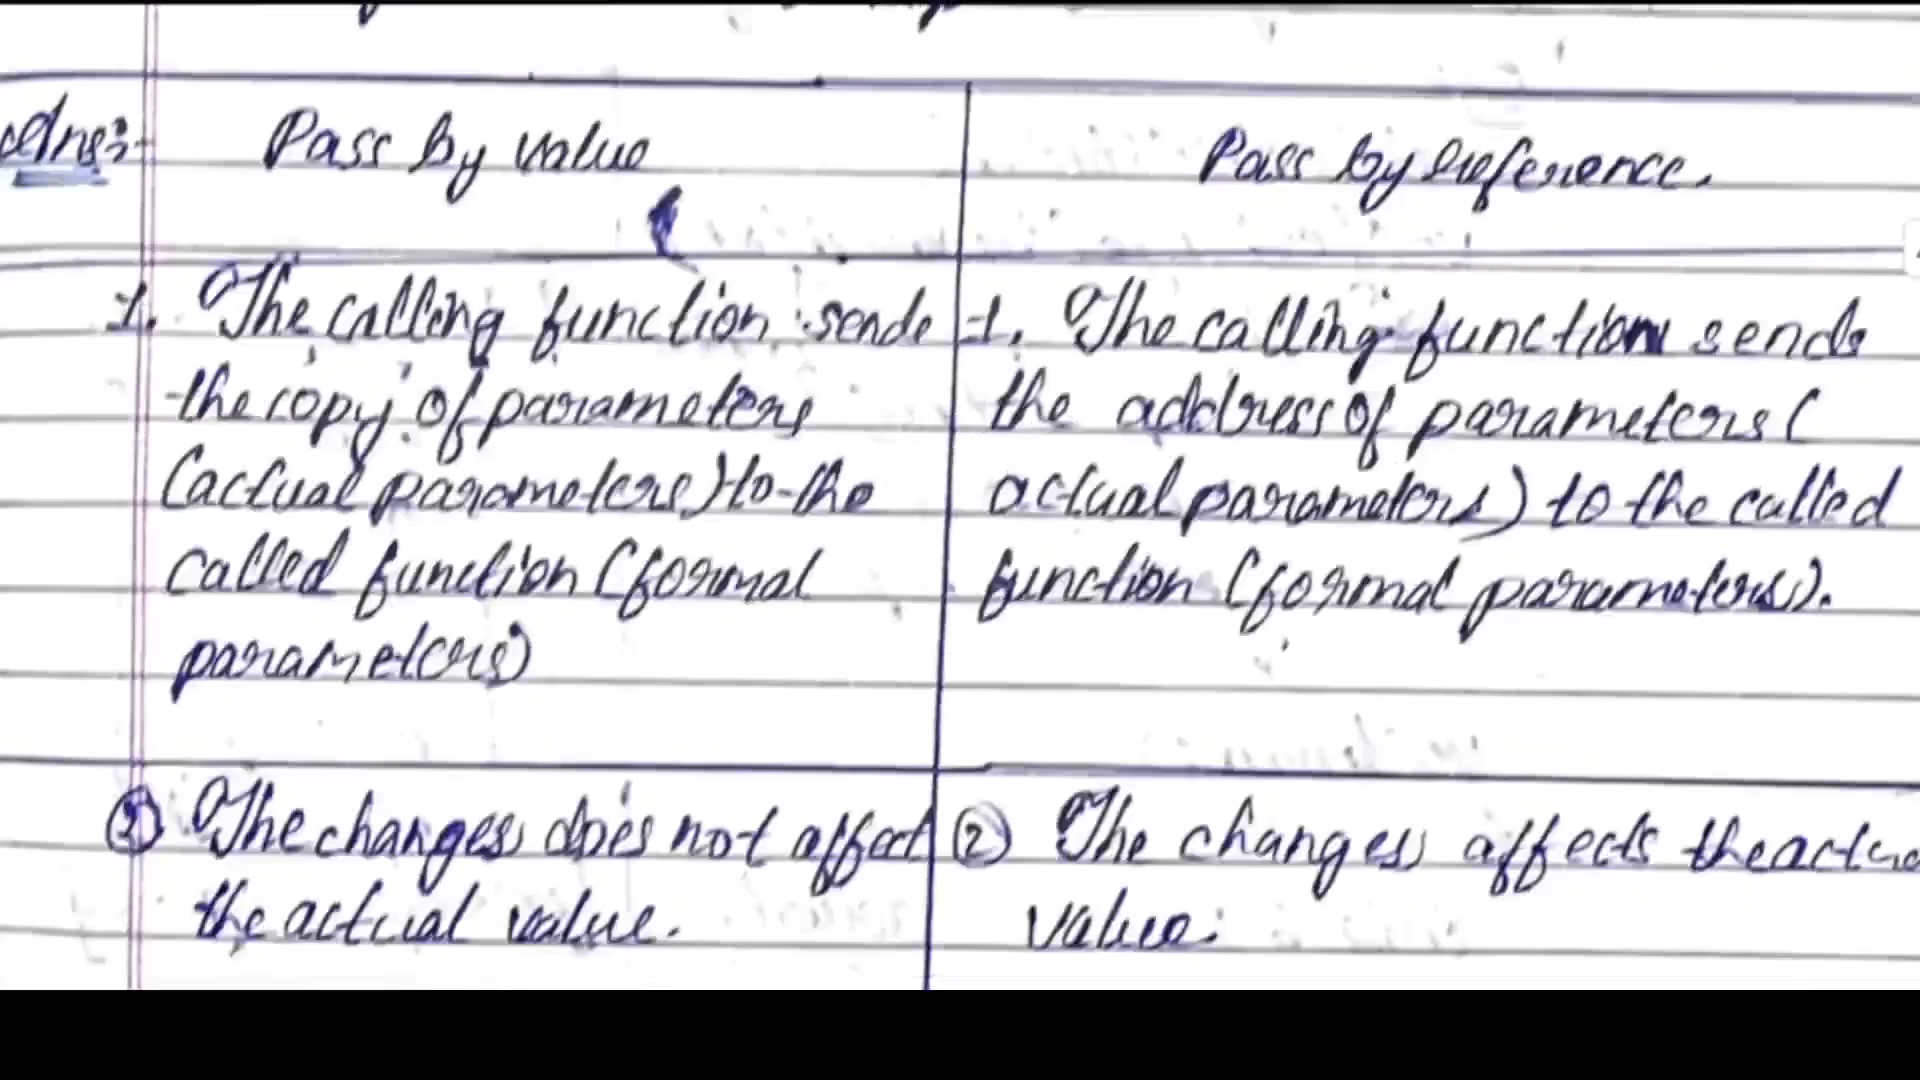 Ans:-
Pass by value
Pass by reference.
1. The calling function sends
the copy of parameters
(actual parameters) to the
called function (formal
parameters)
1. The calling function sends
the address of parameters (
actual parameters) to the called
function (formal parameters).
2) The changes does not affect
the actual value.
(2) The changes affects the actua
value.